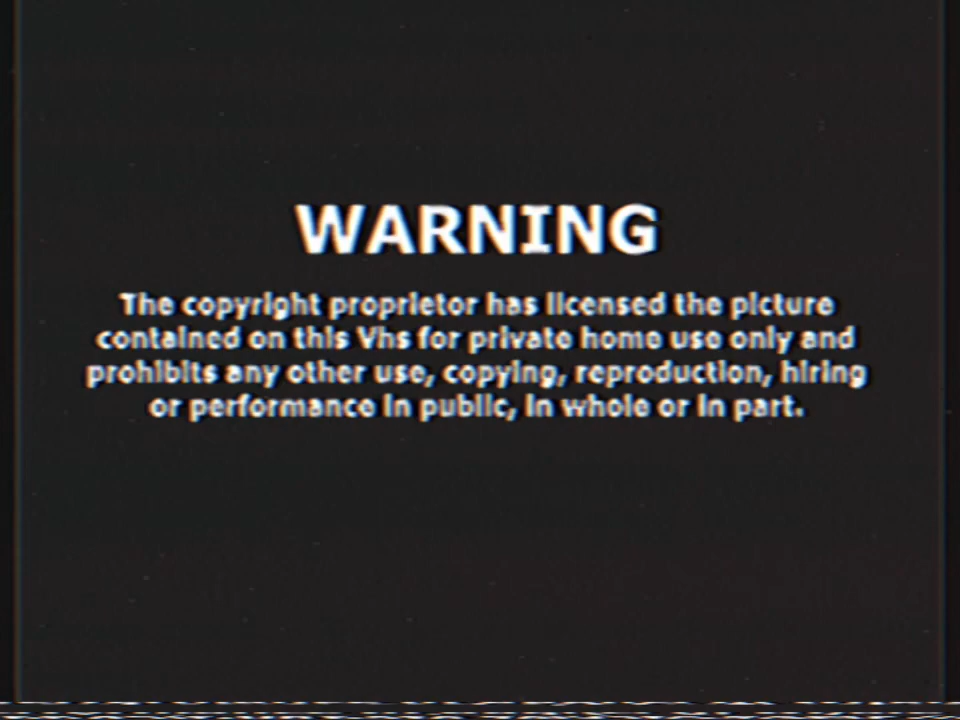 WARNING
The copyright proprietor has licensed the picture
contained on this Vhs for private home use only and
prohibits any other use, copying, reproduction, hiring
or performance in public, in whole or in part.